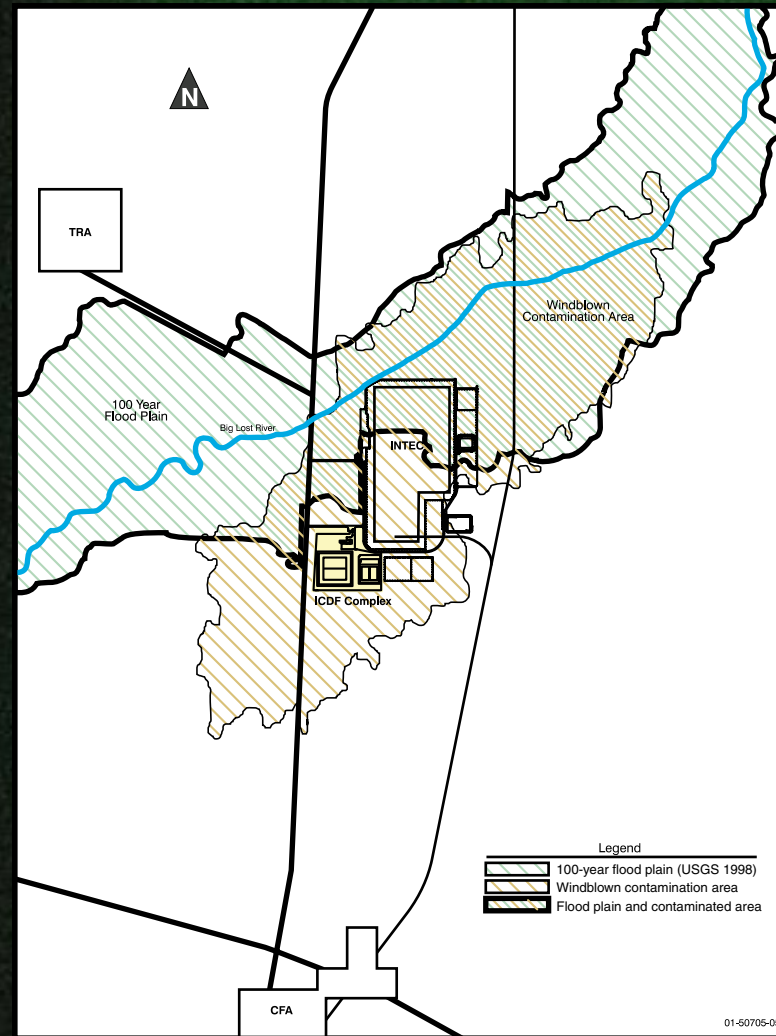 N
TRA
Windblown
Contamination Area
100 Year
Flood Plain
Big Lost River
INTEC
ICDF Complex
Legend
100-year flood plain (USGS 1998)
Windblown contamination area
Flood plain and contaminated area
CFA